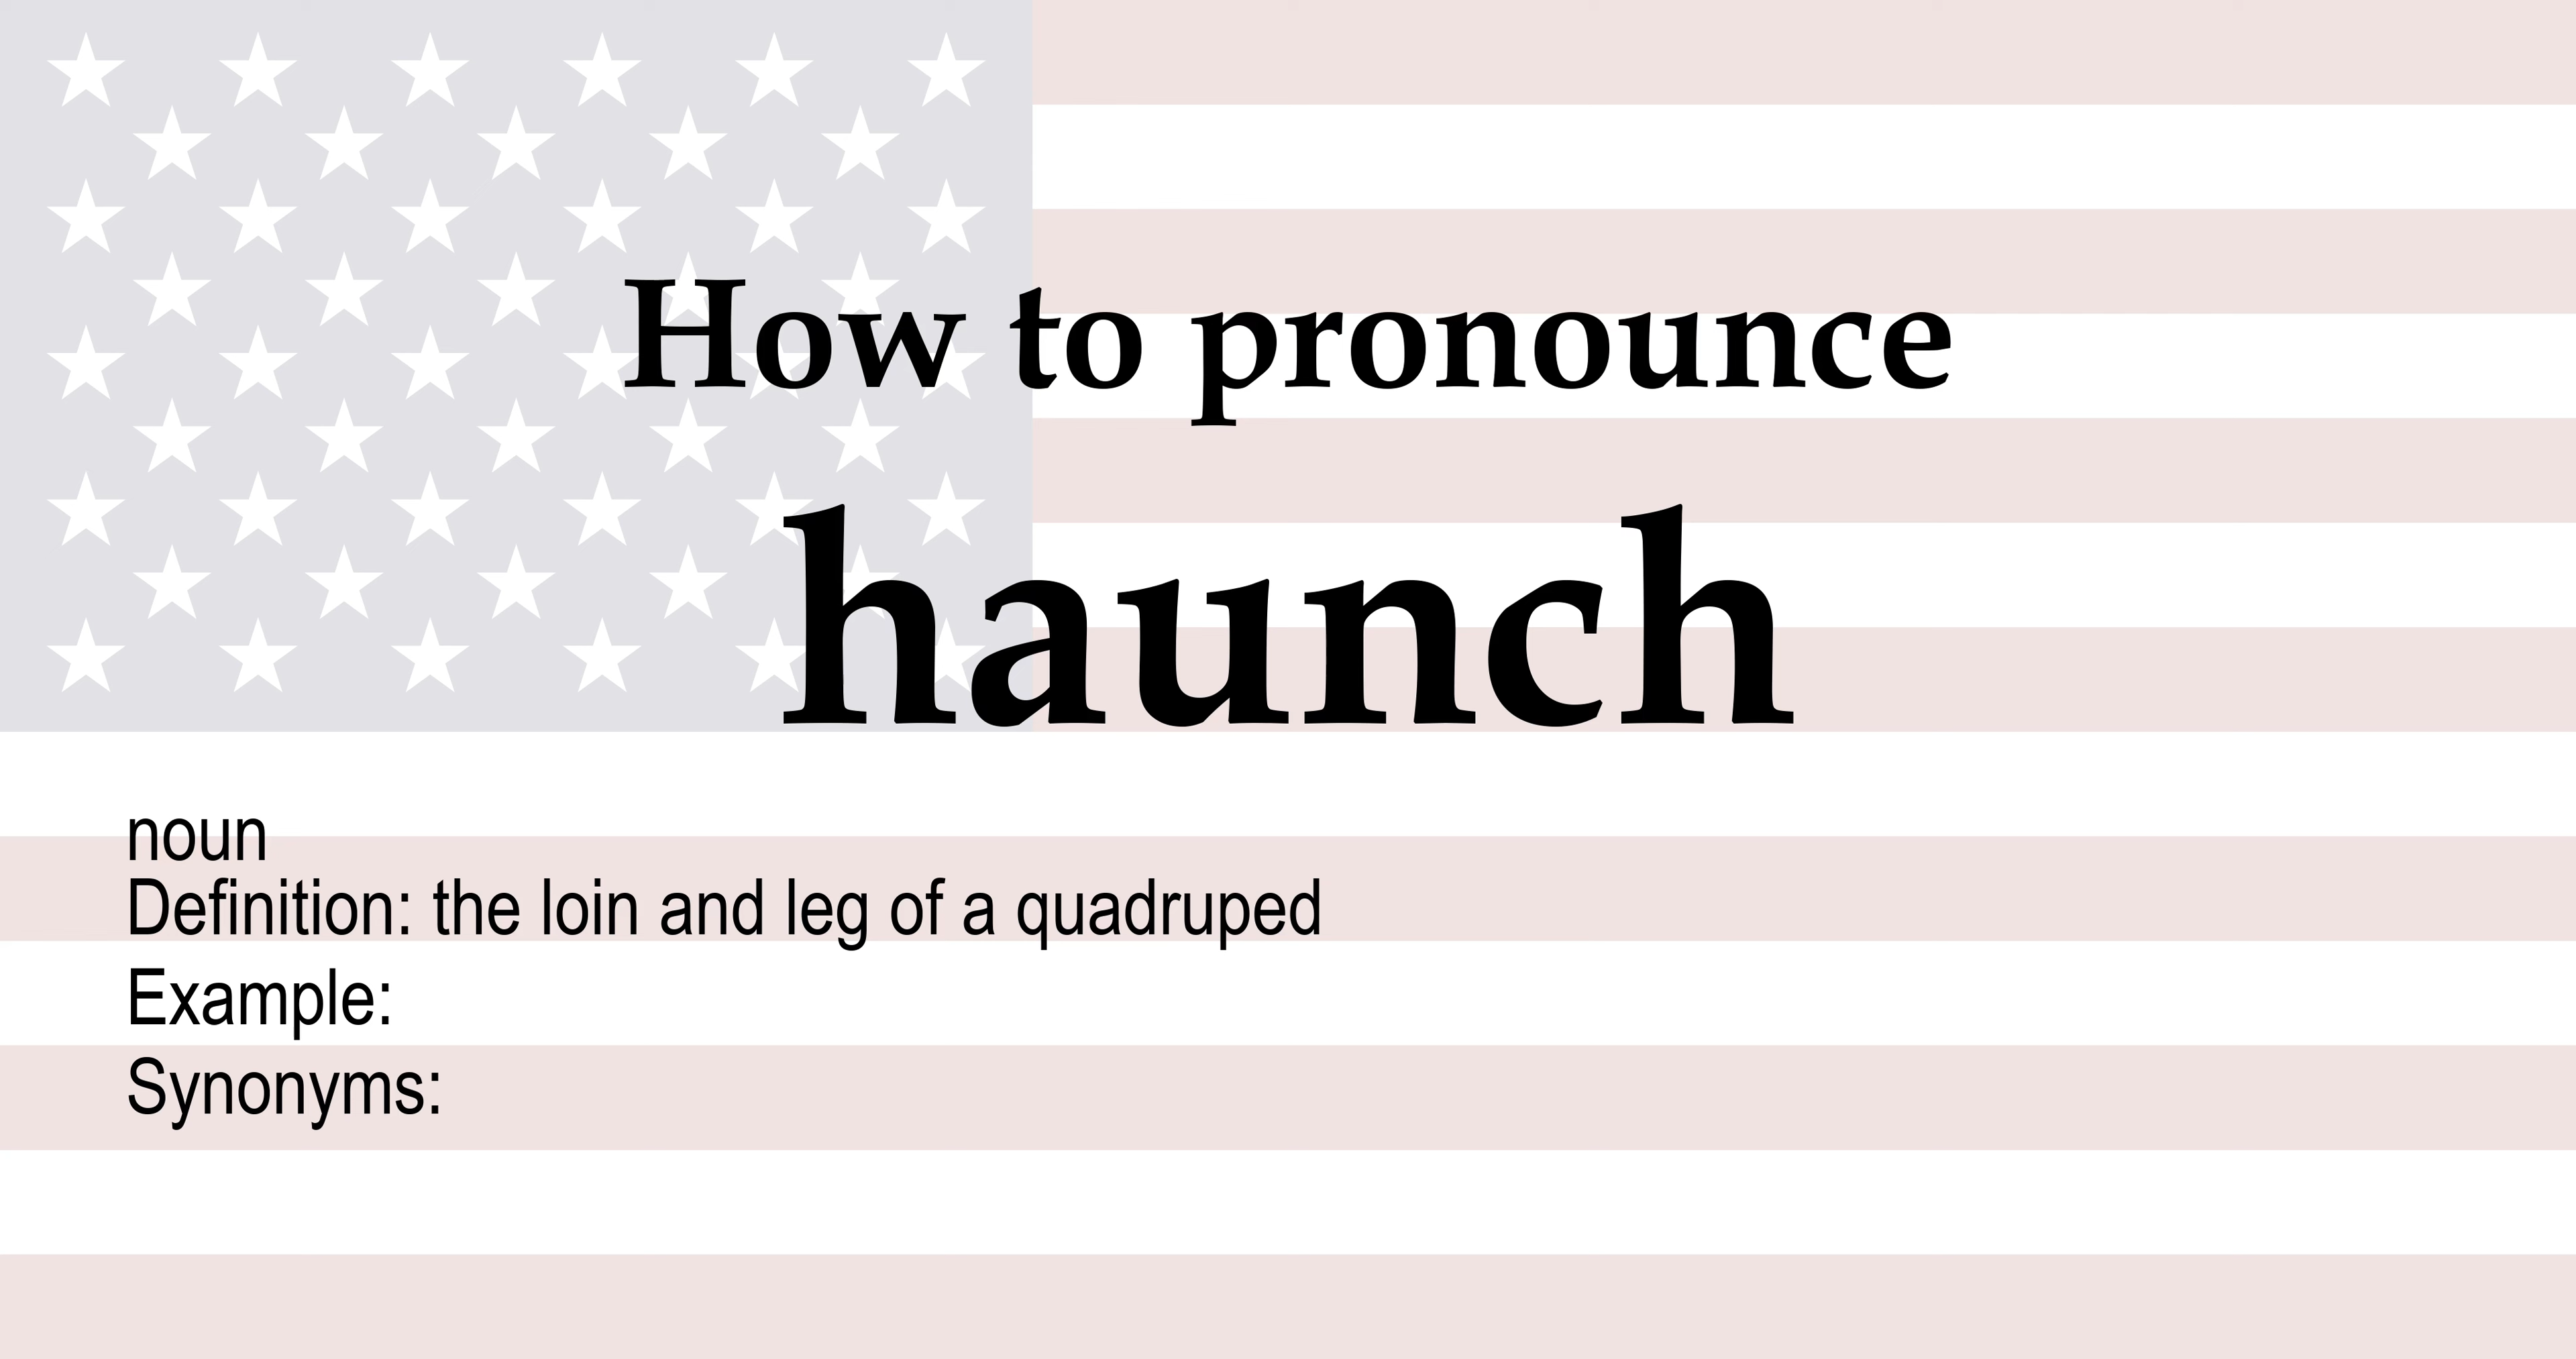 How to pronounce
haunch
noun
Definition: the loin and leg of a quadruped
Example:
Synonyms: